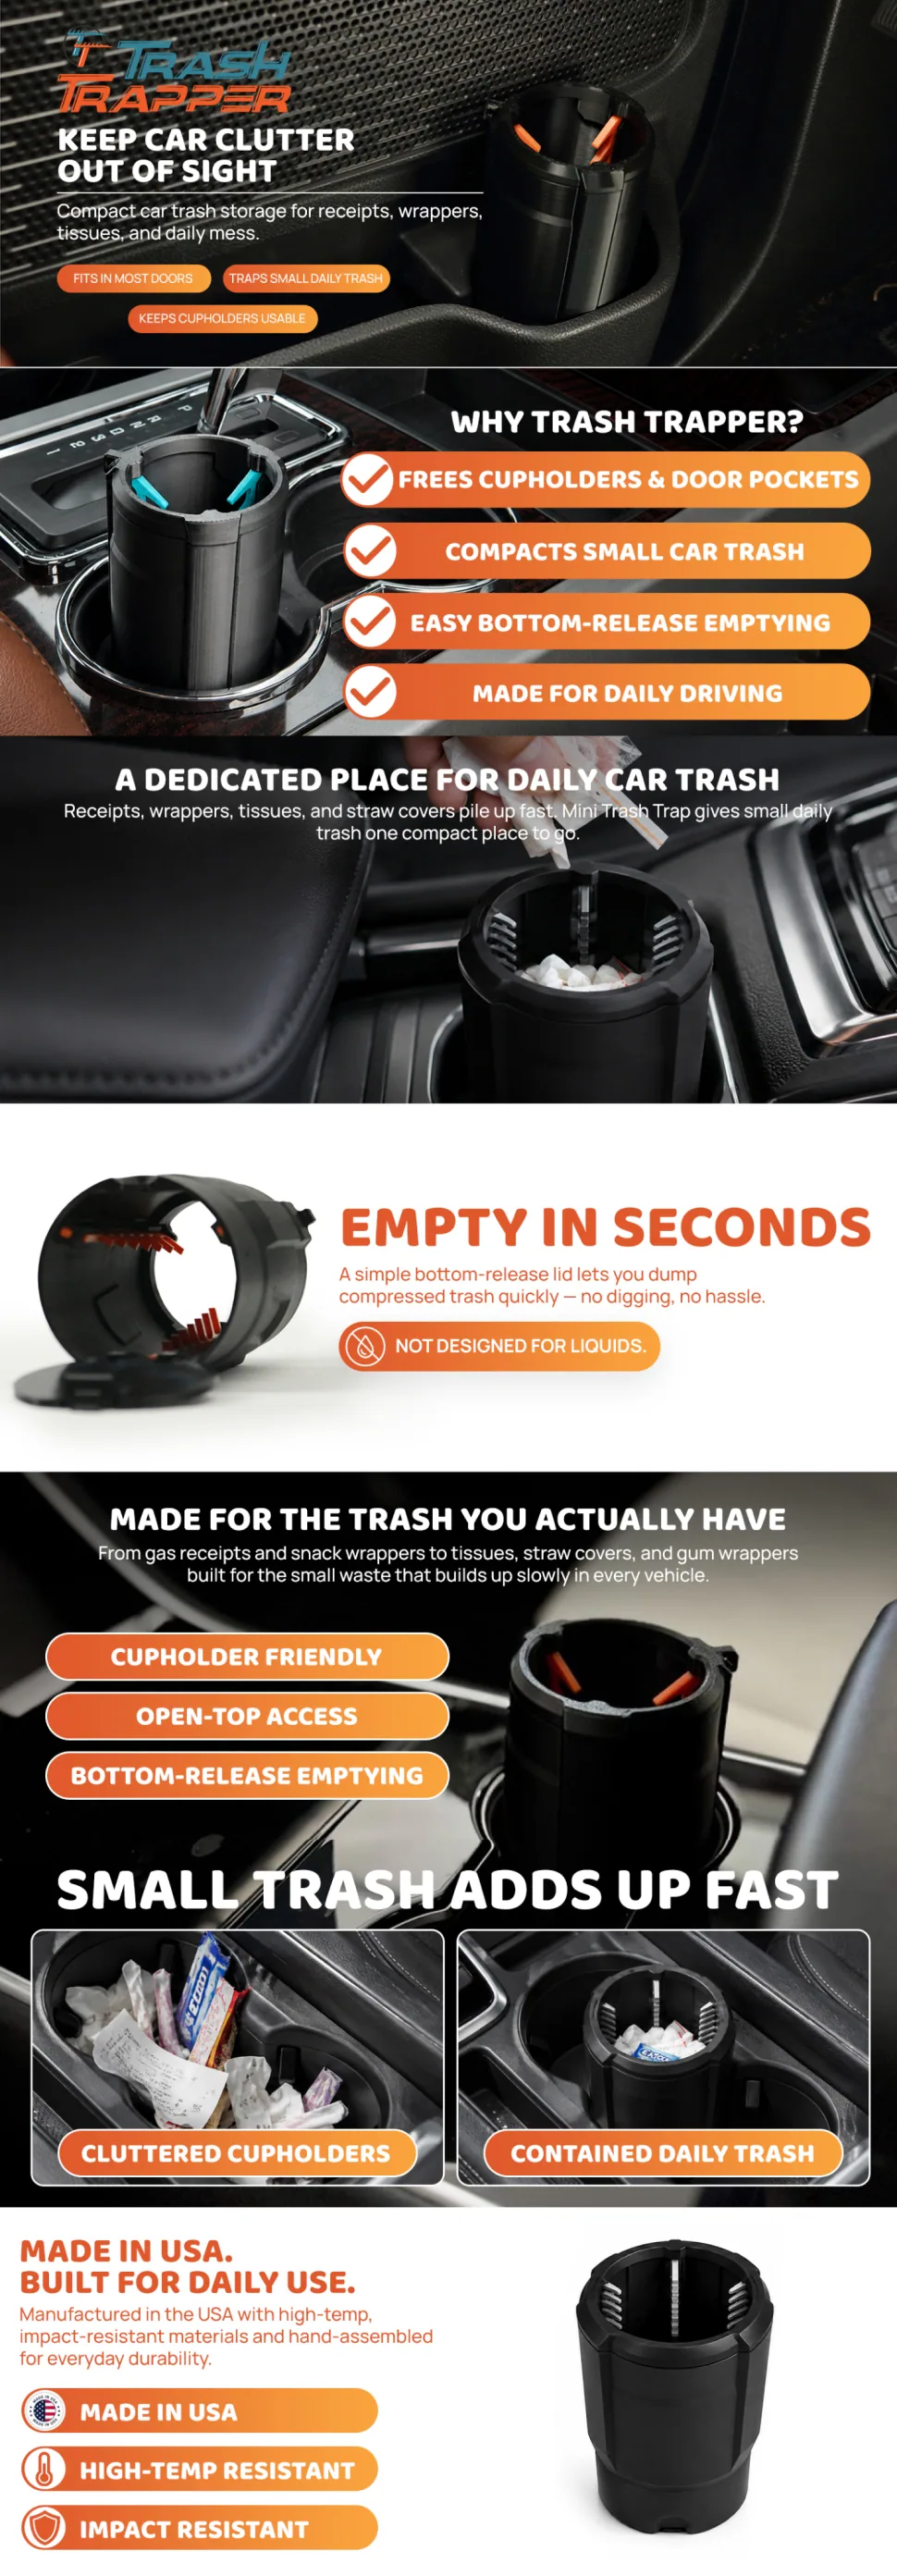 TRASH
TRAPPER
KEEP CAR CLUTTER
OUT OF SIGHT
Compact car trash storage for receipts, wrappers,
tissues, and daily mess.
FITS IN MOST DOORS
TRAPS SMALL DAILY TRASH
KEEPS CUPHOLDERS USABLE
WHY TRASH TRAPPER?
FREES CUPHOLDERS & DOOR POCKETS
COMPACTS SMALL CAR TRASH
EASY BOTTOM-RELEASE EMPTYING
MADE FOR DAILY DRIVING
A DEDICATED PLACE FOR DAILY CAR TRASH
Receipts, wrappers, tissues, and straw covers pile up fast. Mini Trash Trap gives small daily
trash one compact place to go.
EMPTY IN SECONDS
A simple bottom-release lid lets you dump
compressed trash quickly — no digging, no hassle.
NOT DESIGNED FOR LIQUIDS.
MADE FOR THE TRASH YOU ACTUALLY HAVE
From gas receipts and snack wrappers to tissues, straw covers, and gum wrappers
built for the small waste that builds up slowly in every vehicle.
CUPHOLDER FRIENDLY
OPEN-TOP ACCESS
BOTTOM-RELEASE EMPTYING
SMALL TRASH ADDS UP FAST
CLUTTERED CUPHOLDERS
CONTAINED DAILY TRASH
MADE IN USA.
BUILT FOR DAILY USE.
Manufactured in the USA with high-temp,
impact-resistant materials and hand-assembled
for everyday durability.
MADE IN USA
HIGH-TEMP RESISTANT
IMPACT RESISTANT